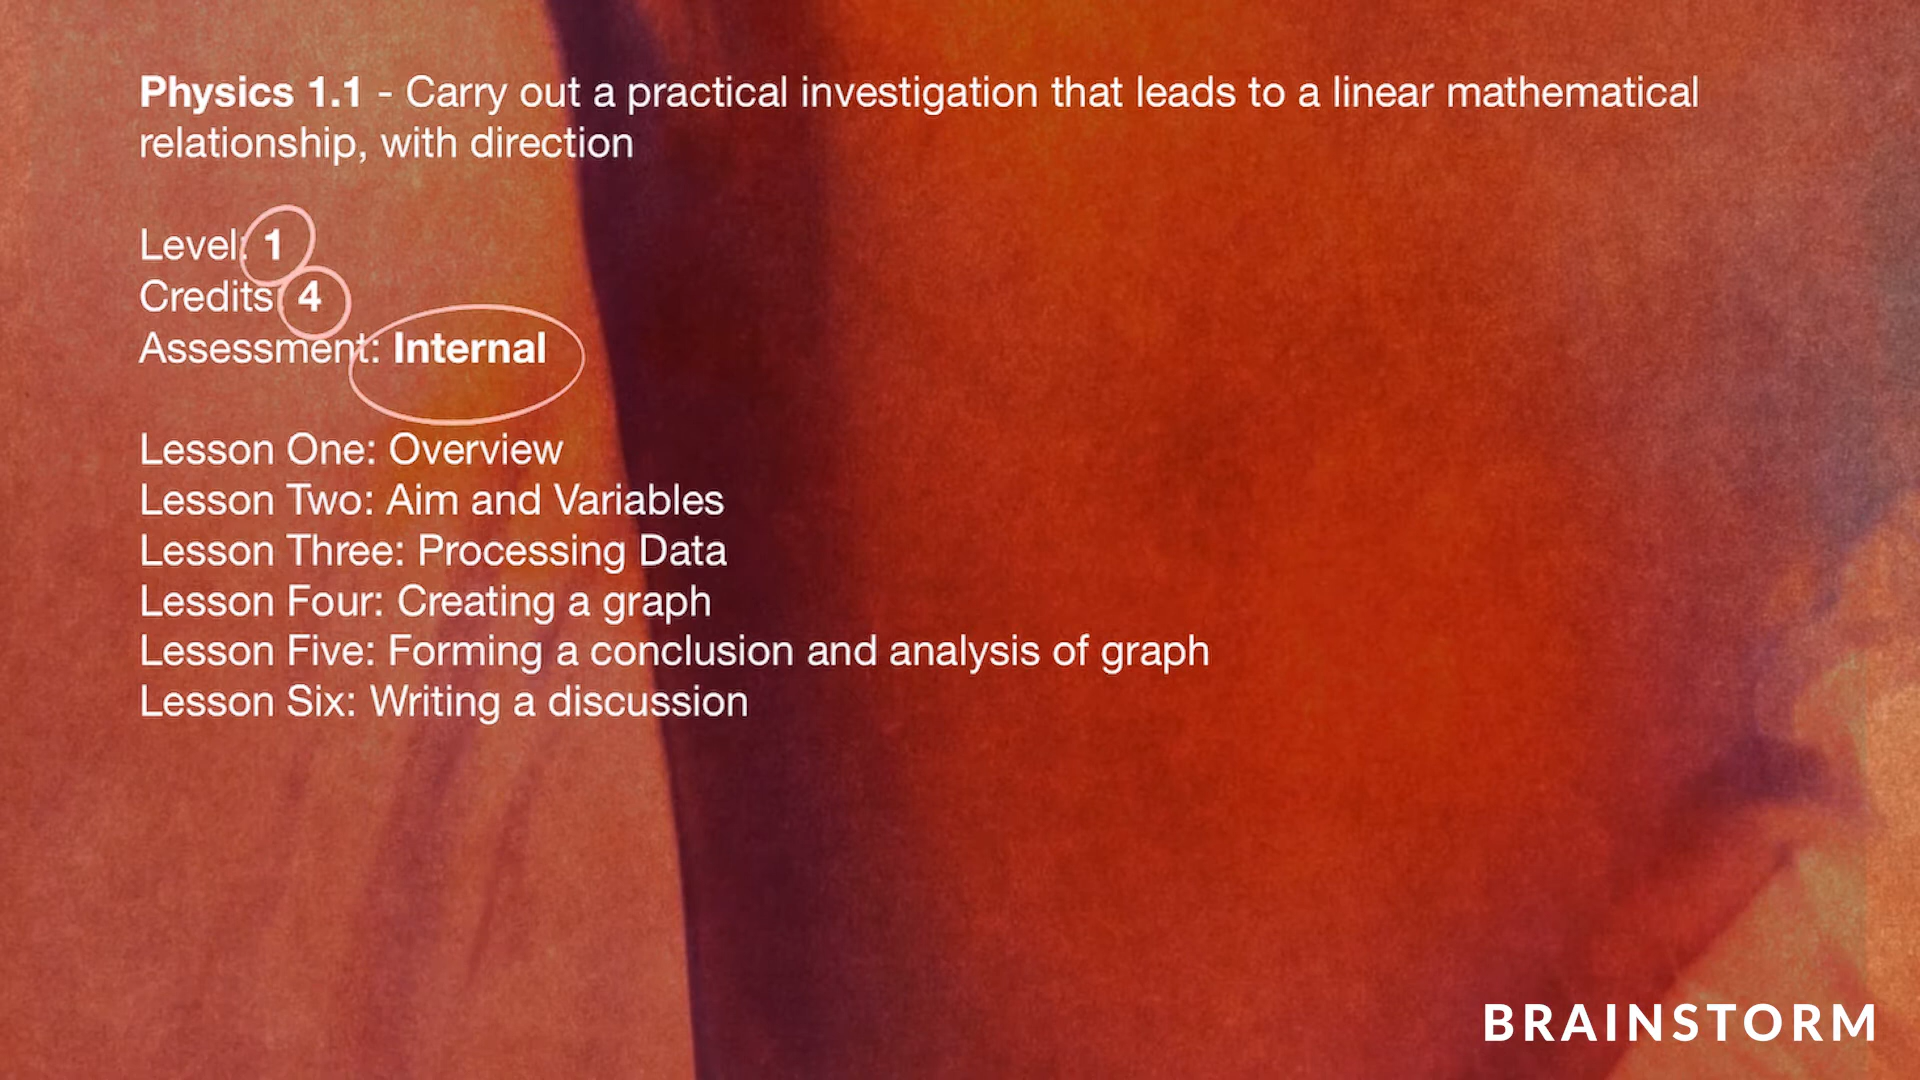 Physics 1.1 - Carry out a practical investigation that leads to a linear mathematical
relationship, with direction
Level: 1
Credits: 4
Assessment: Internal
Lesson One: Overview
Lesson Two: Aim and Variables
Lesson Three: Processing Data
Lesson Four: Creating a graph
Lesson Five: Forming a conclusion and analysis of graph
Lesson Six: Writing a discussion
BRAINSTORM